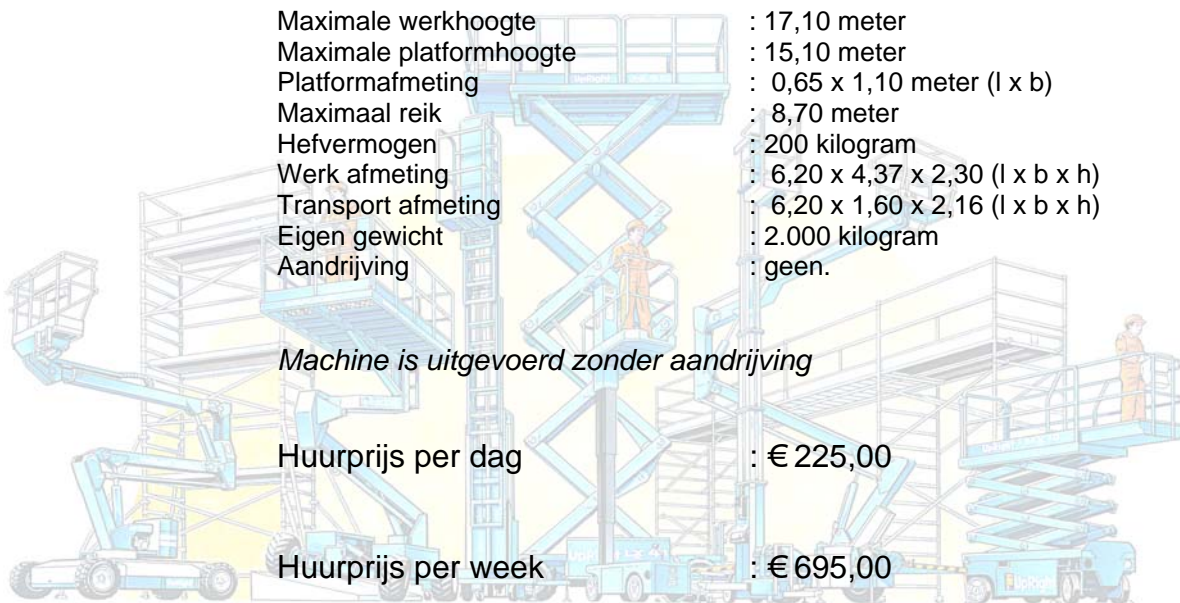 Maximale werkhoogte : 17,10 meter
Maximale platformhoogte : 15,10 meter
Platformafmeting : 0,65 x 1,10 meter (l x b)
Maximaal reik : 8,70 meter
Hefvermogen : 200 kilogram
Werk afmeting : 6,20 x 4,37 x 2,30 (l x b x h)
Transport afmeting : 6,20 x 1,60 x 2,16 (l x b x h)
Eigen gewicht : 2.000 kilogram
Aandrijving : geen.
Machine is uitgevoerd zonder aandrijving
Huurprijs per dag : € 225,00
Huurprijs per week : € 695,00
UpRight
UpRight